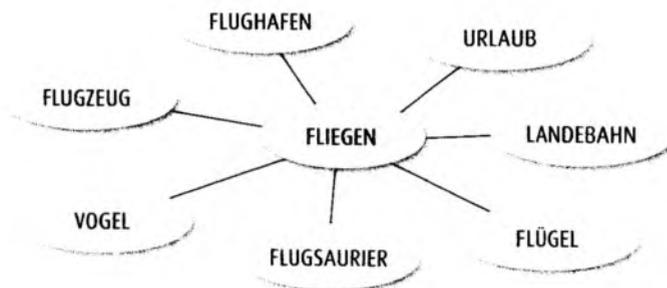 FLUGHAFEN
URLAUB
FLUGZEUG
FLIEGEN
LANDEBAHN
VOGEL
FLUGSAURIER
FLÜGEL